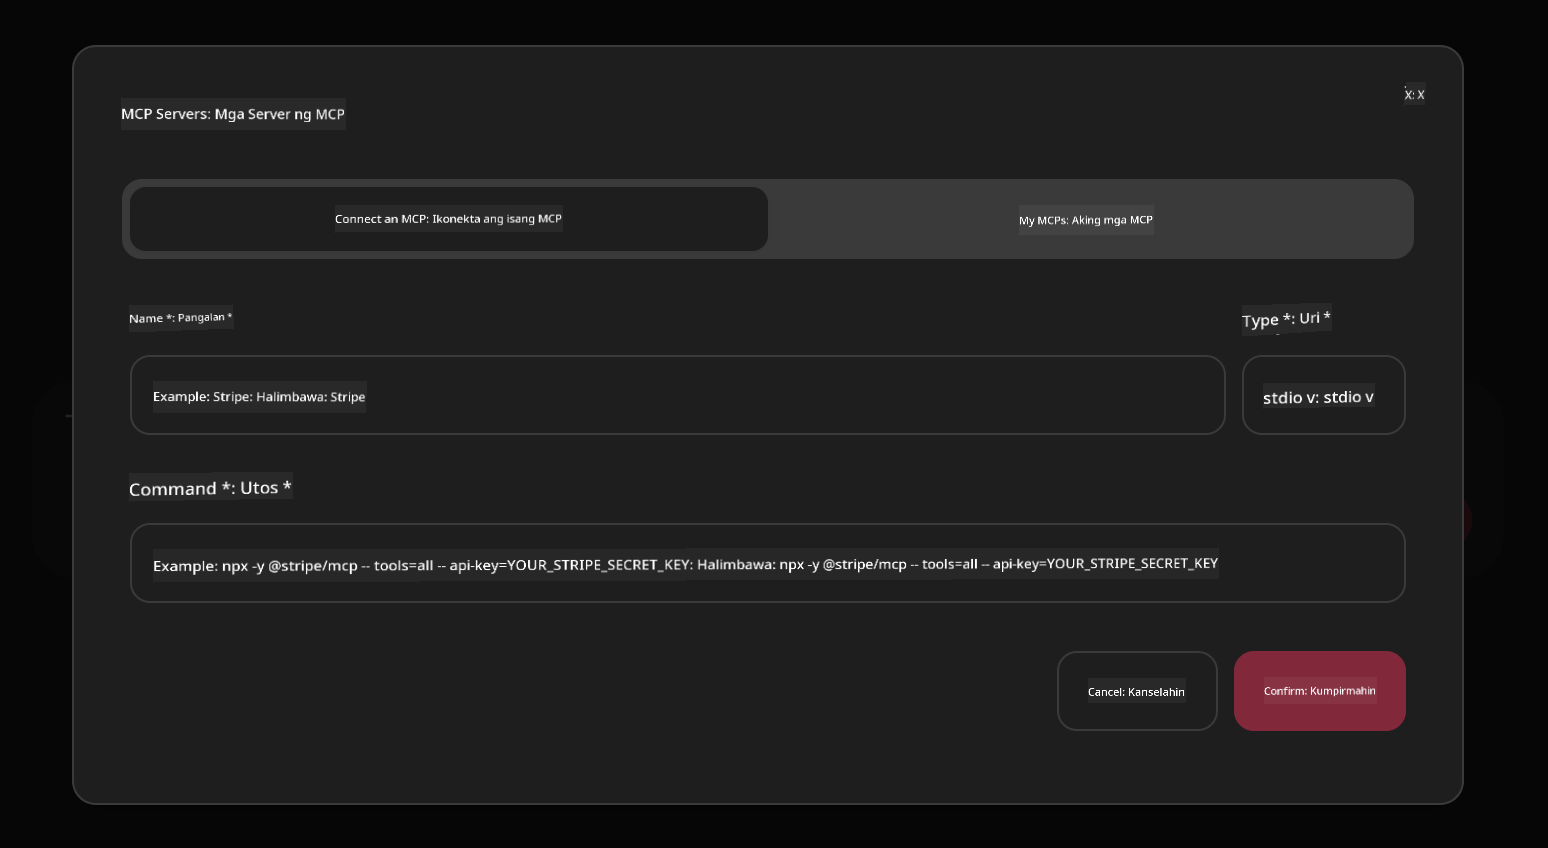 MCP Servers: Mga Server ng MCP
X: X
Connect an MCP: Ikonekta ang isang MCP
My MCPs: Aking mga MCP
Name *: Pangalan *
Type *: Uri *
Example: Stripe: Halimbawa: Stripe
stdio v: stdio v
Command *: Utos *
Example: npx -y @stripe/mcp -- tools=all -- api-key=YOUR_STRIPE_SECRET_KEY: Halimbawa: npx -y @stripe/mcp -- tools=all -- api-key=YOUR_STRIPE_SECRET_KEY
Cancel: Kanselahin
Confirm: Kumpirmahin